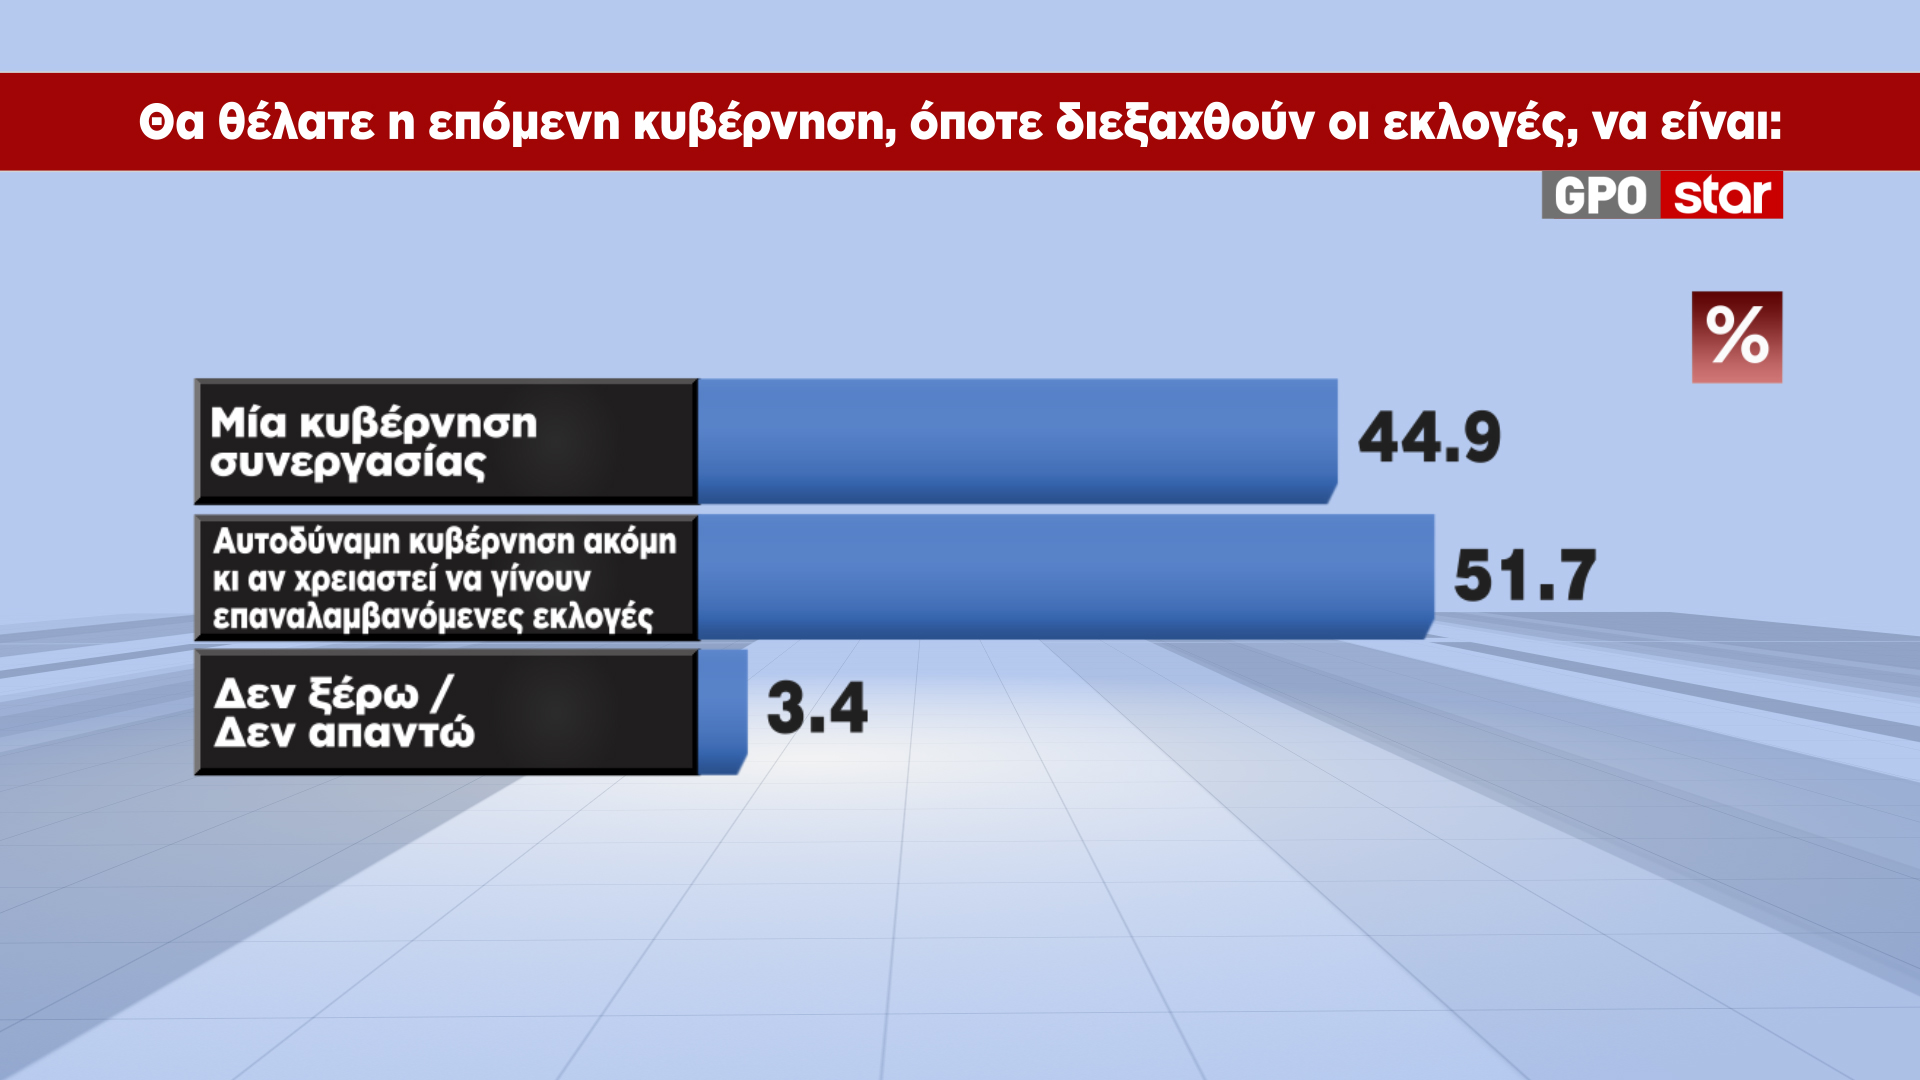 Θα θέλατε η επόμενη κυβέρνηση, όποτε διεξαχθούν οι εκλογές, να είναι:
GPO star
%
Μία κυβέρνηση
συνεργασίας
44.9
Αυτοδύναμη κυβέρνηση ακόμη
κι αν χρειαστεί να γίνουν
επαναλαμβανόμενες εκλογές
51.7
Δεν ξέρω /
Δεν απαντώ
3.4